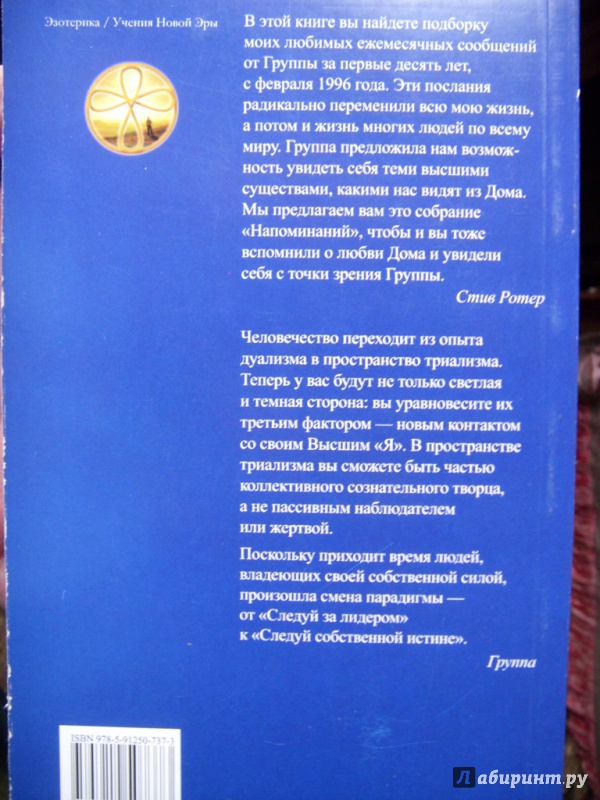 Эзотерика / Учения Новой Эры
В этой книге вы найдете подборку
моих любимых ежемесячных сообщений
от Группы за первые десять лет,
с февраля 1996 года. Эти послания
радикально переменили всю мою жизнь,
а потом и жизнь многих людей по всему
миру. Группа предложила нам возмож-
ность увидеть себя теми высшими
существами, какими нас видят из Дома.
Мы предлагаем вам это собрание
«Напоминаний», чтобы и вы тоже
вспомнили о любви Дома и увидели
себя с точки зрения Группы.
Стив Ротер
Человечество переходит из опыта
дуализма в пространство триализма.
Теперь у вас будут не только светлая
и темная сторона: вы уравновесите их
третьим фактором — новым контактом
со своим Высшим «Я». В пространстве
триализма вы сможете быть частью
коллективного сознательного творца,
а не пассивным наблюдателем
или жертвой.
Поскольку приходит время людей,
владеющих своей собственной силой,
произошла смена парадигмы —
от «Следуй за лидером»
к «Следуй собственной истине».
Группа
ISBN 978-5-91250-737-3
Лабиринт.ру